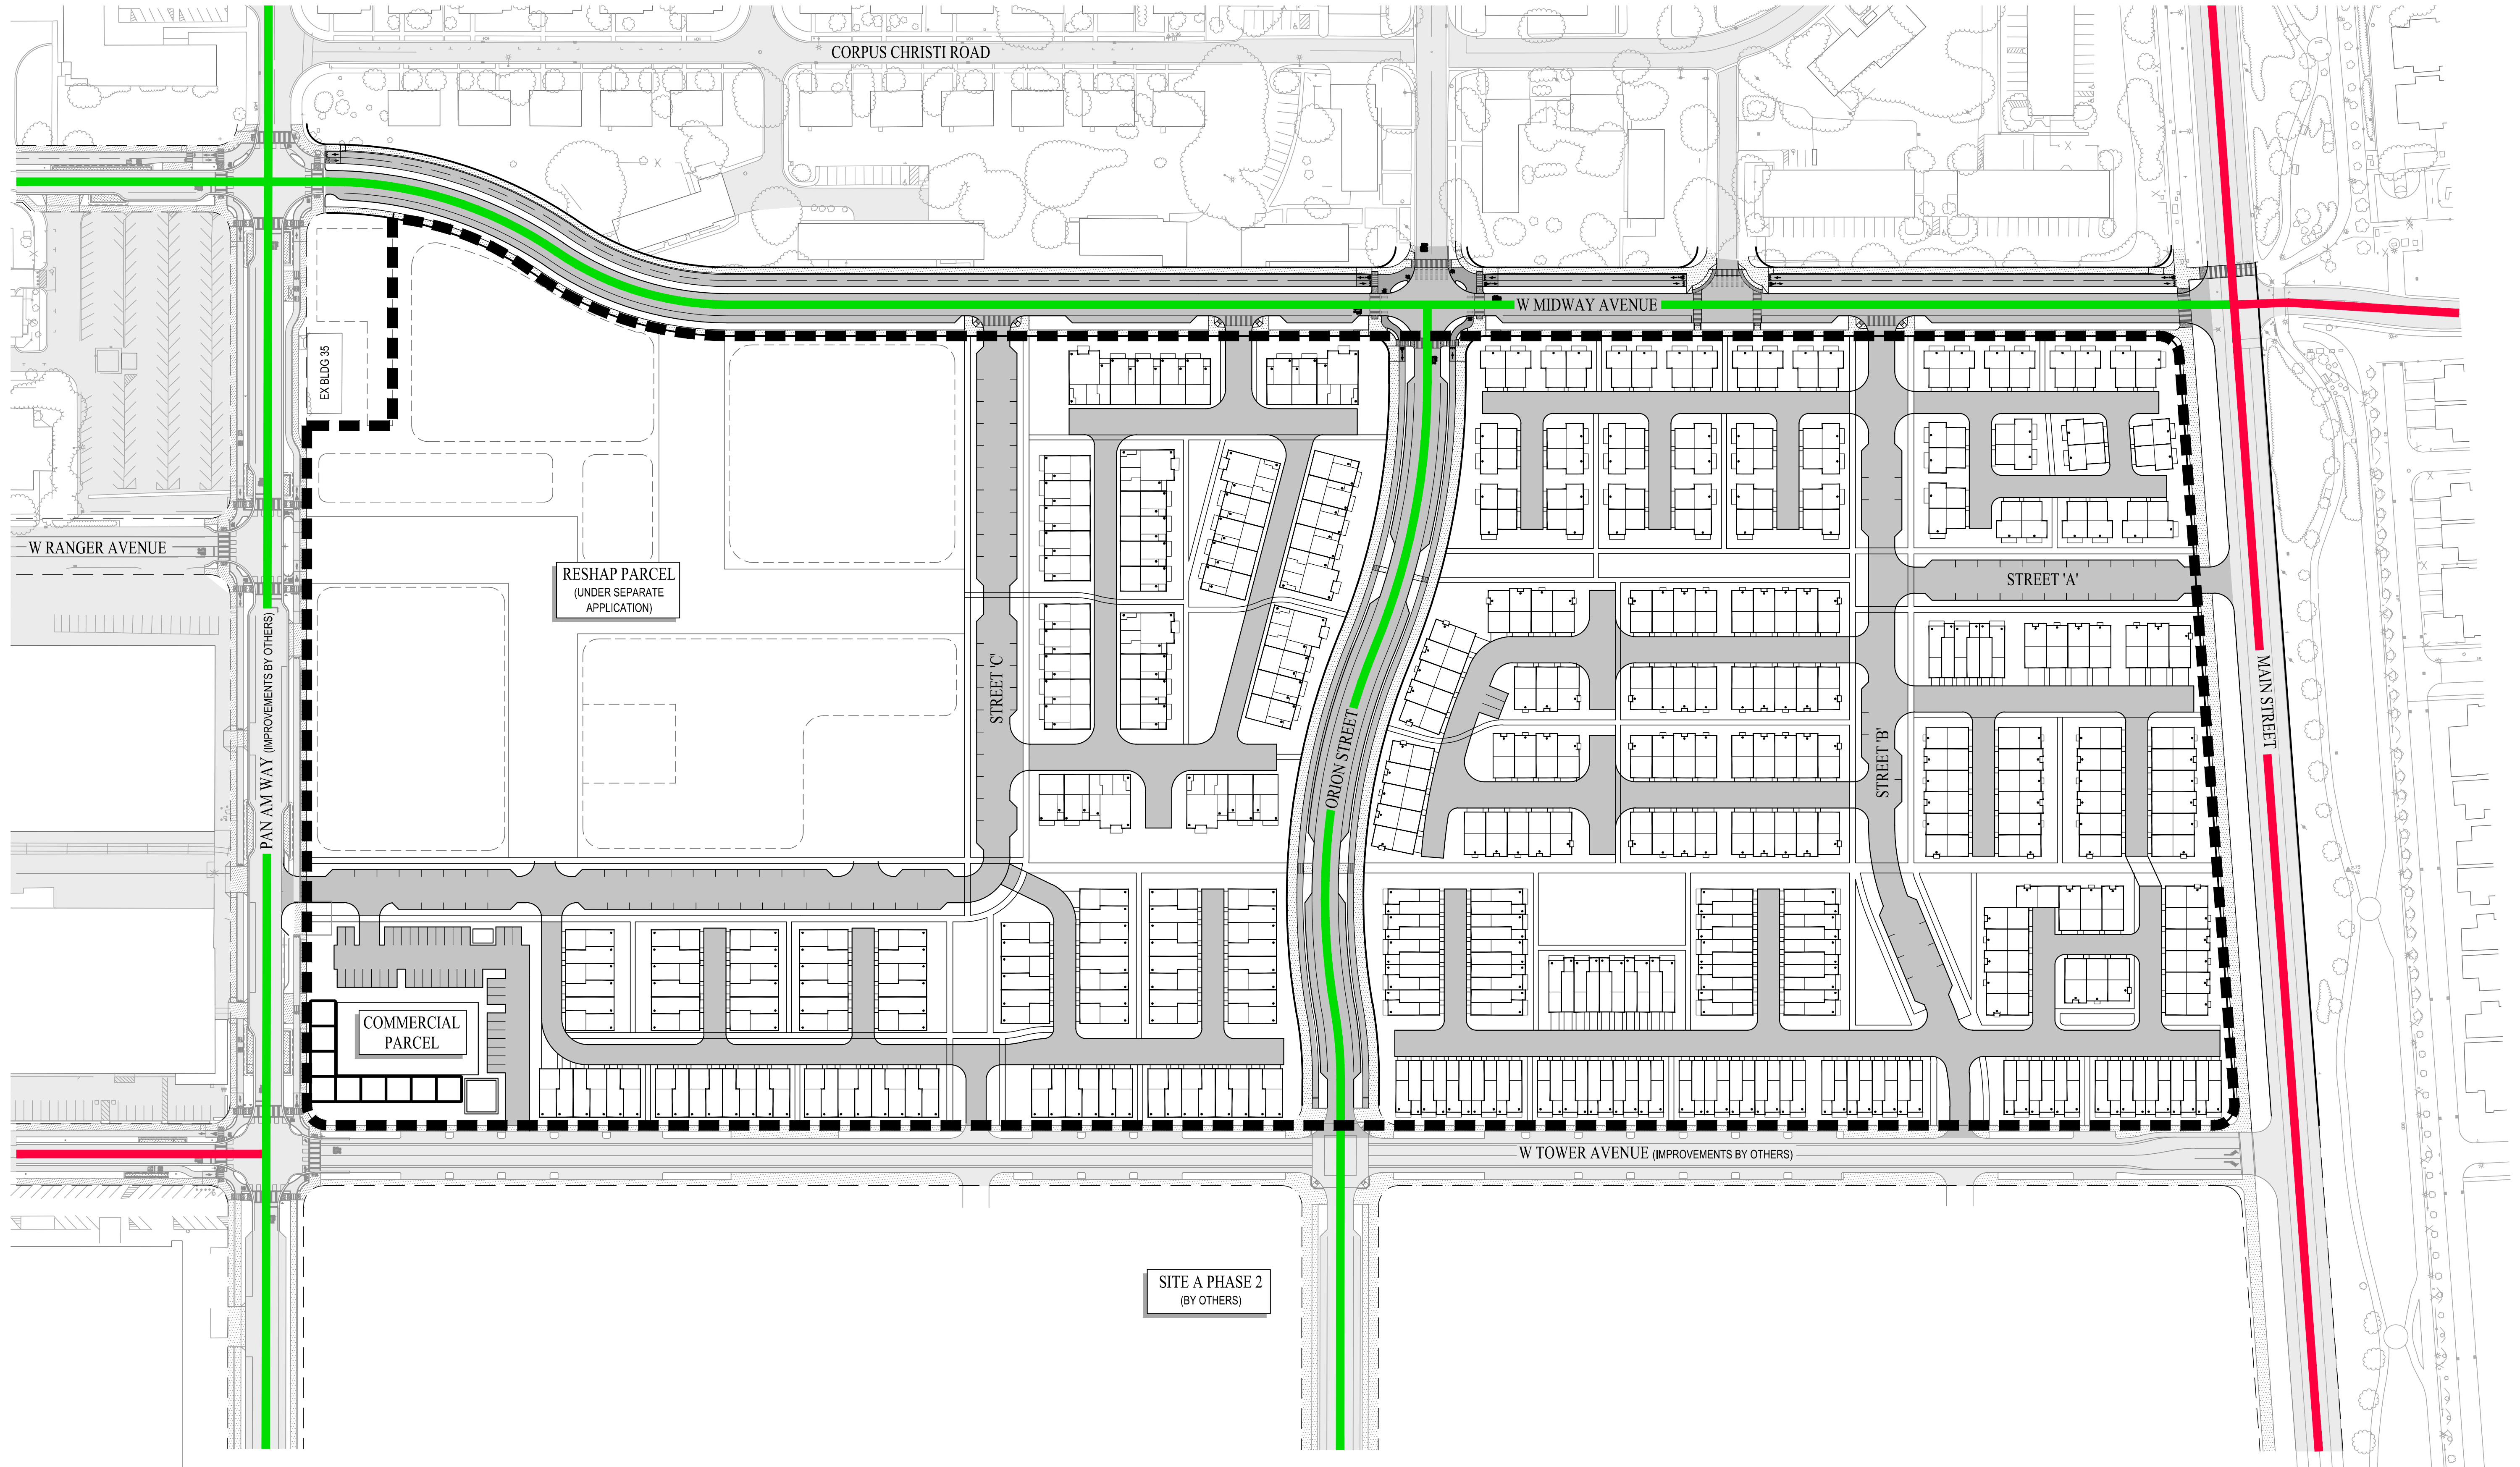 CORPUS CHRISTI ROAD
W MIDWAY AVENUE
EX BLDG 35
W RANGER AVENUE
RESHAP PARCEL
(UNDER SEPARATE
APPLICATION)
STREET 'A'
STREET 'C'
MAIN STREET
PAN AM WAY (IMPROVEMENTS BY OTHERS)
ORION STREET
STREET 'B'
COMMERCIAL
PARCEL
W TOWER AVENUE (IMPROVEMENTS BY OTHERS)
SITE A PHASE 2
(BY OTHERS)